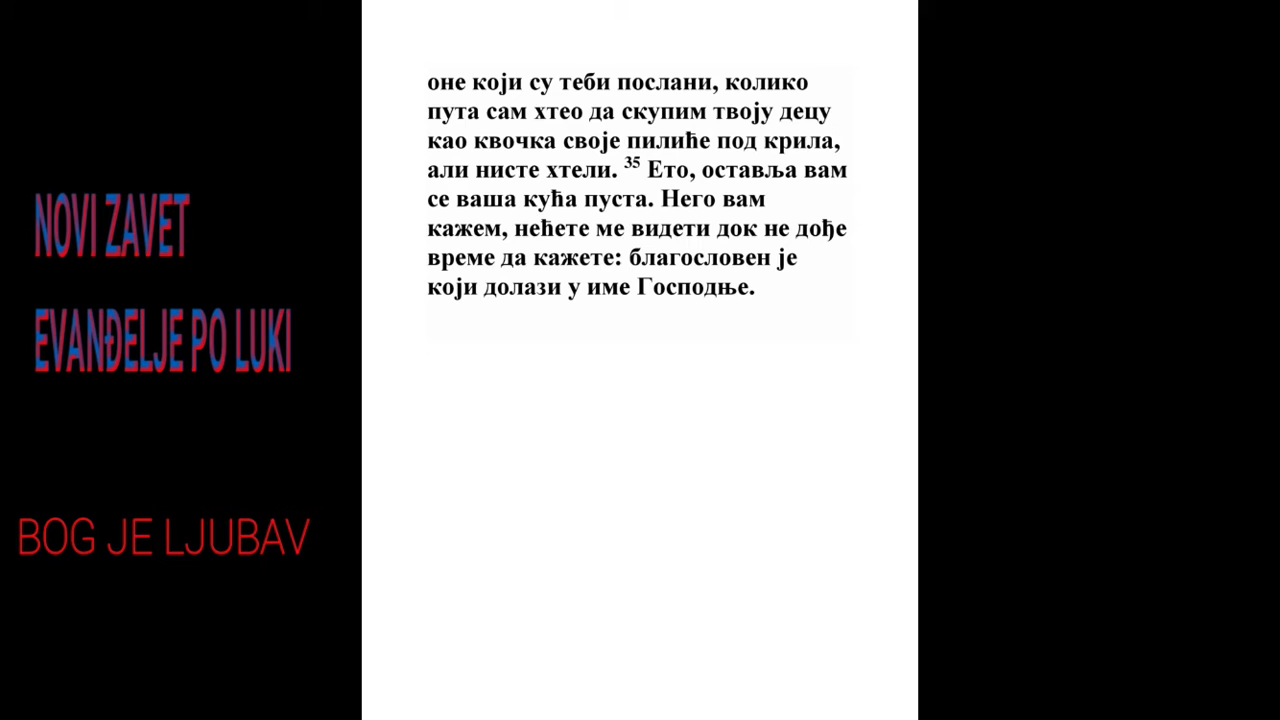 NOVI ZAVET
EVANĐELJE PO LUKI
BOG JE LJUBAV
оне који су теби послани, колико
пута сам хтео да скупим твоју децу
као квочка своје пилиће под крила,
али нисте хтели. 35 Ето, оставља вам
се ваша кућа пуста. Него вам
кажем, нећете ме видети док не дође
време да кажете: благословен је
који долази у име Господње.